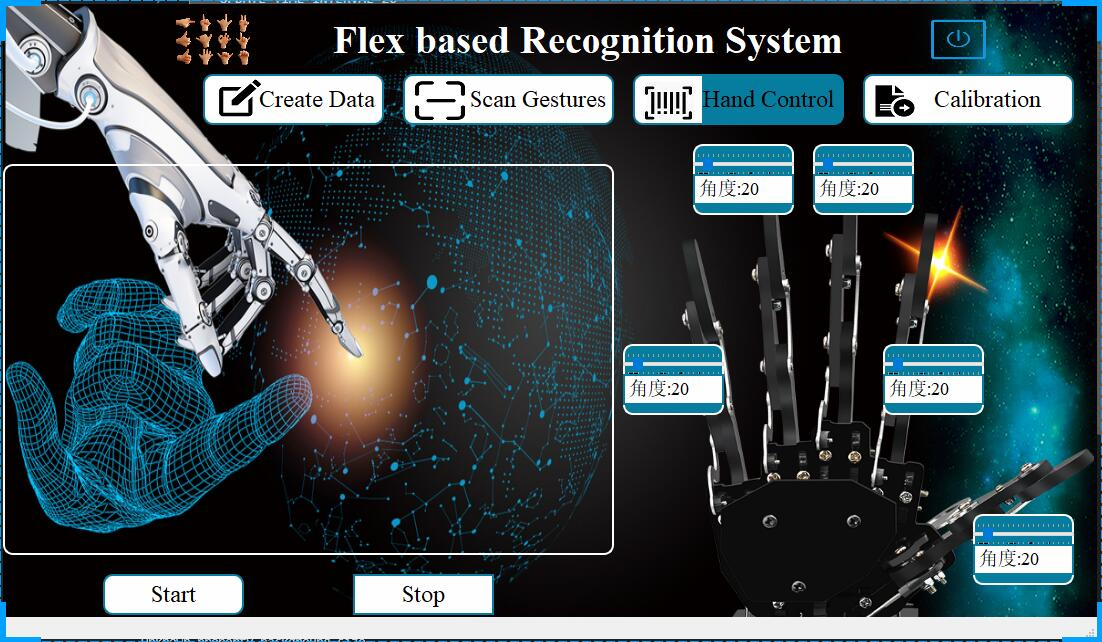 Flex based Recognition System
Create Data
Scan Gestures
Hand Control
Calibration
角度:20
角度:20
角度:20
角度:20
角度:20
Start
Stop